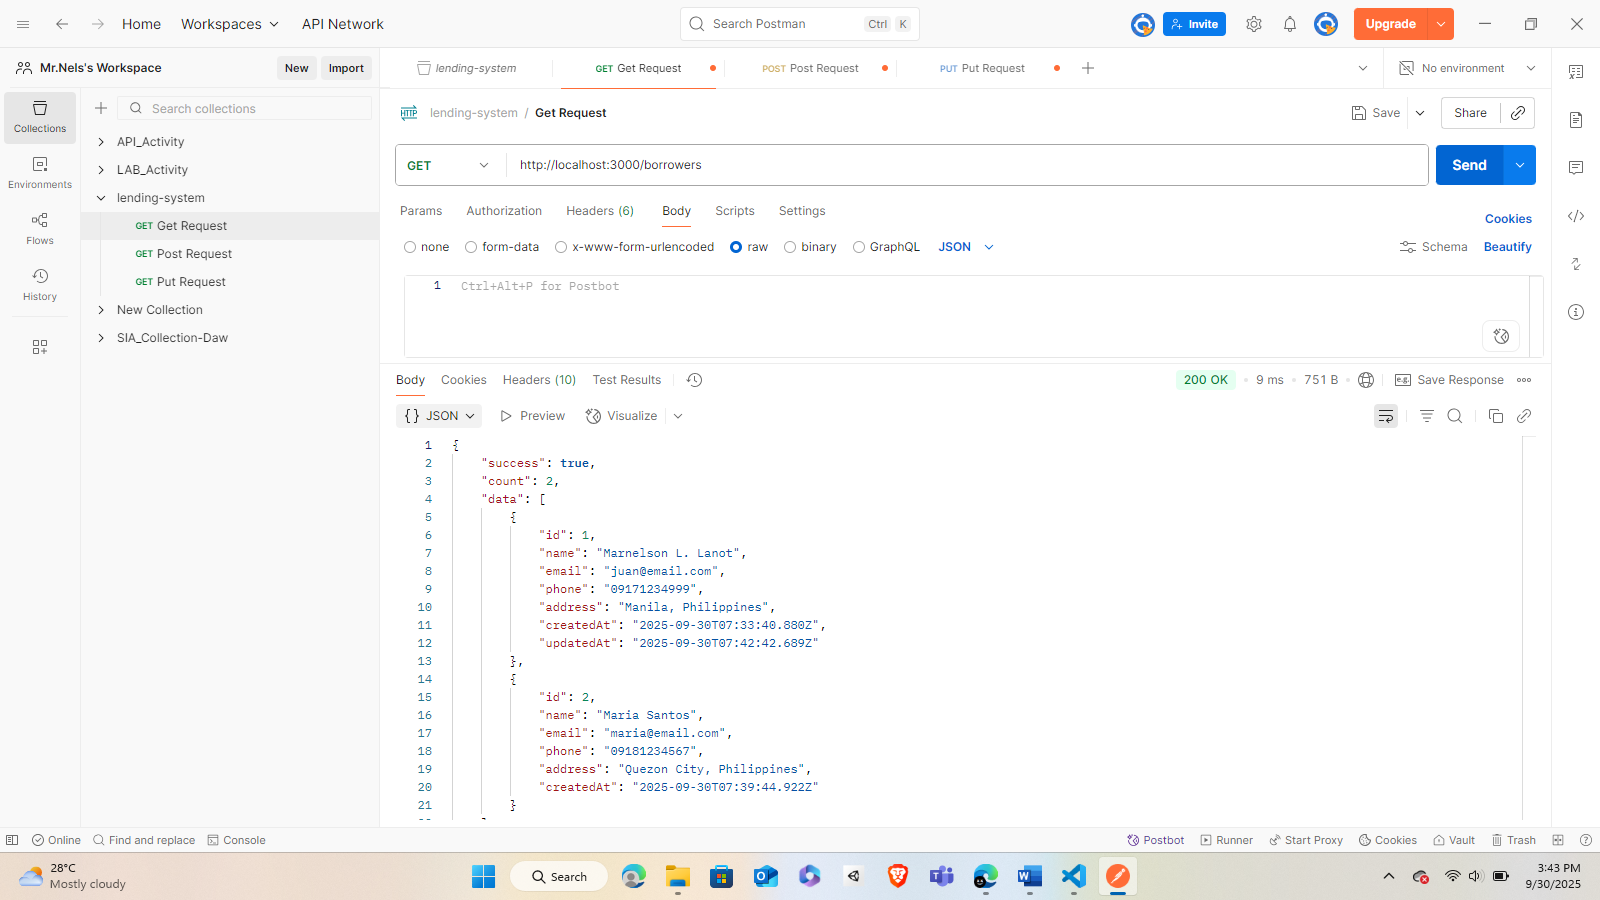 Home Workspaces API Network Search Postman Ctrl K Invite Upgrade
Mr.Nels's Workspace New Import lending-system GET Get Request POST Post Request PUT Put Request No environment
Collections
Environments
Flows
History
Search collections
API_Activity
LAB_Activity
lending-system
GET Get Request
GET Post Request
GET Put Request
New Collection
SIA_Collection-Daw
HTTP lending-system / Get Request Save Share
GET http://localhost:3000/borrowers Send
Params Authorization Headers (6) Body Scripts Settings Cookies
none form-data x-www-form-urlencoded raw binary GraphQL JSON Schema Beautify
1 Ctrl+Alt+P for Postbot
Body Cookies Headers (10) Test Results 200 OK • 9 ms • 751 B • e.g. Save Response
{} JSON Preview Visualize
1 {
2 "success": true,
3 "count": 2,
4 "data": [
5 {
6 "id": 1,
7 "name": "Marnelson L. Lanot",
8 "email": "juan@email.com",
9 "phone": "09171234999",
10 "address": "Manila, Philippines",
11 "createdAt": "2025-09-30T07:33:40.880Z",
12 "updatedAt": "2025-09-30T07:42:42.689Z"
13 },
14 {
15 "id": 2,
16 "name": "Maria Santos",
17 "email": "maria@email.com",
18 "phone": "09181234567",
19 "address": "Quezon City, Philippines",
20 "createdAt": "2025-09-30T07:39:44.922Z"
21 }
Online Find and replace Console Postbot Runner Start Proxy Cookies Vault Trash
28°C
Mostly cloudy
Search
3:43 PM
9/30/2025